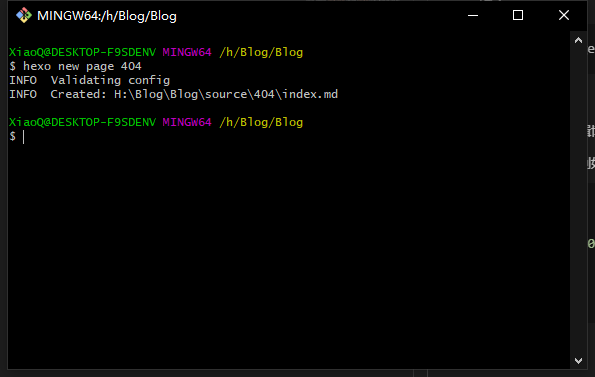 MINGW64:/h/Blog/Blog
XiaoQ@DESKTOP-F9SDENV MINGW64 /h/Blog/Blog
$ hexo new page 404
INFO  Validating config
INFO  Created: H:\Blog\Blog\source\404\index.md
XiaoQ@DESKTOP-F9SDENV MINGW64 /h/Blog/Blog
$